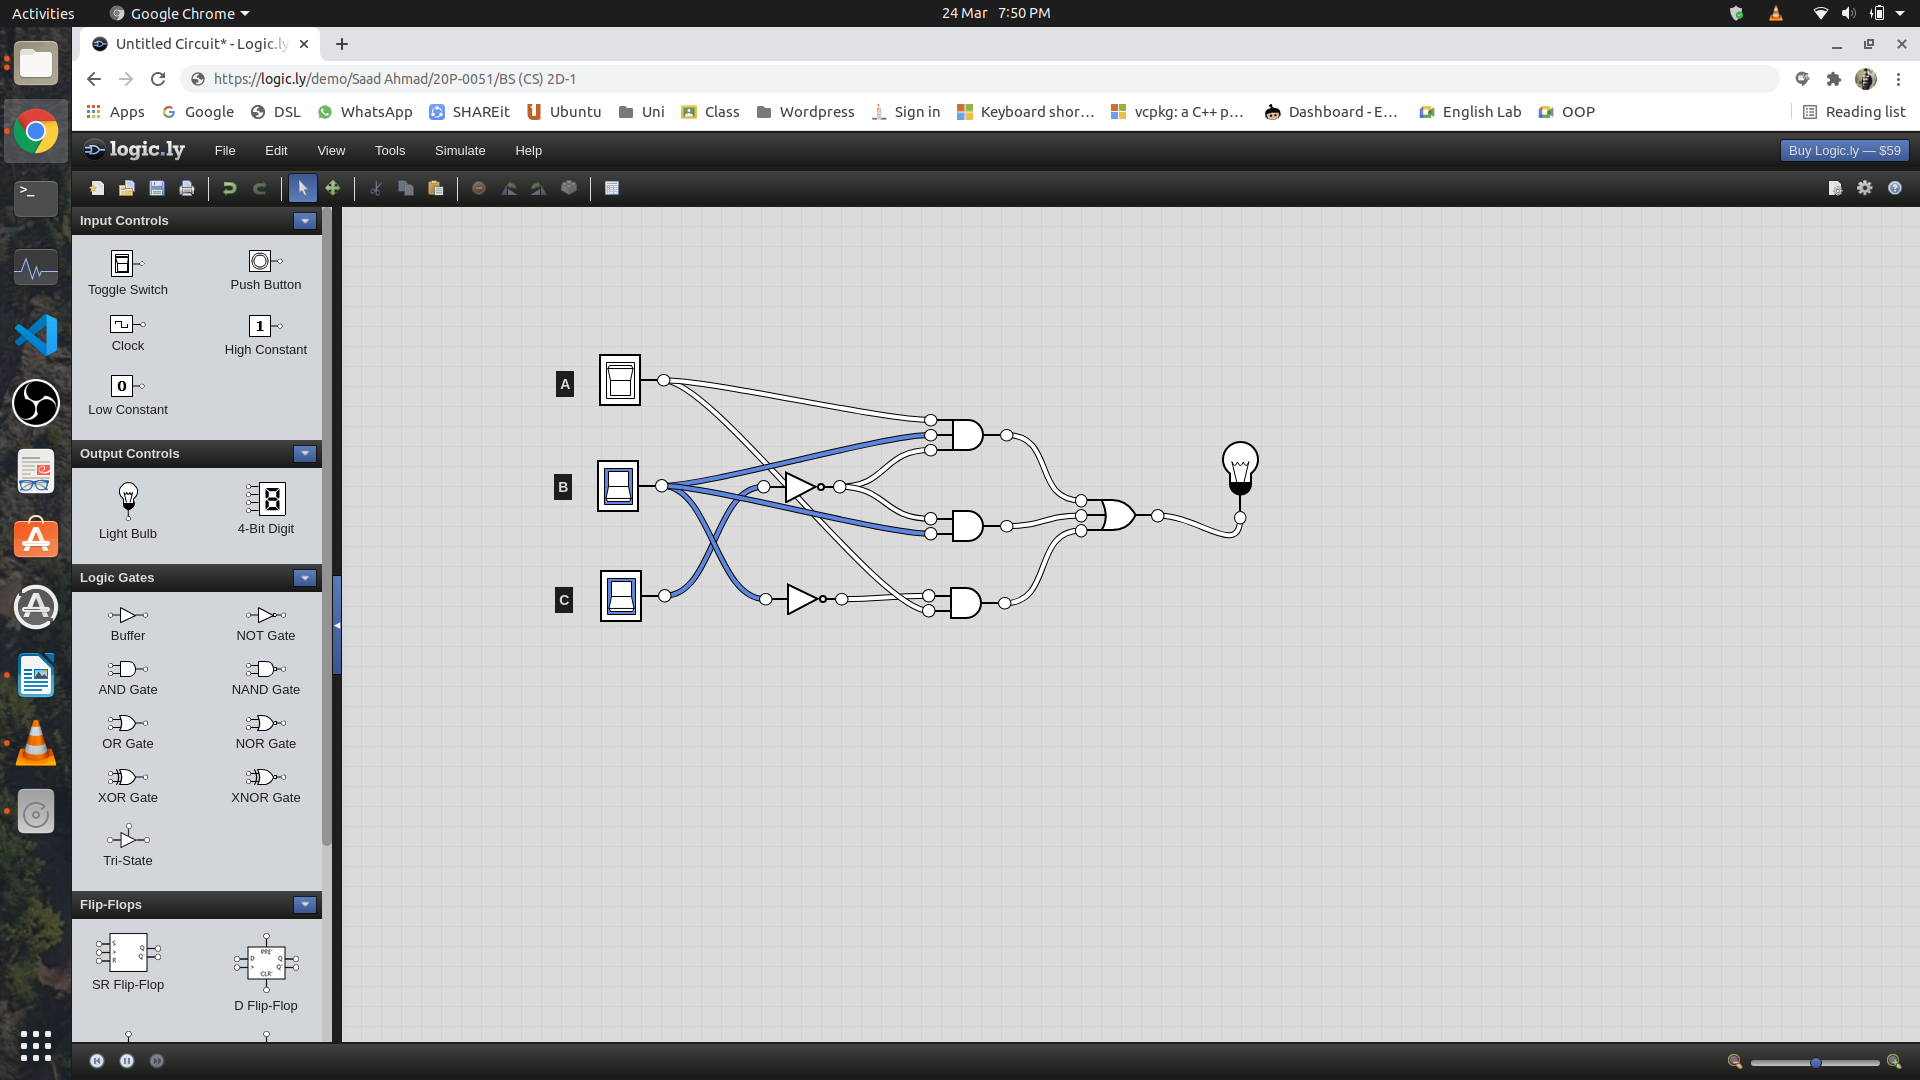 Activities Google Chrome 24 Mar 7:50 PM
Untitled Circuit* - Logic.ly
https://logic.ly/demo/Saad Ahmad/20P-0051/BS (CS) 2D-1
Apps Google DSL WhatsApp SHAREit Ubuntu Uni Class Wordpress Sign in Keyboard shor... vcpkg: a C++ p... Dashboard - E... English Lab OOP Reading list
logic.ly File Edit View Tools Simulate Help Buy Logic.ly — $59
Input Controls
Toggle Switch Push Button
1
Clock High Constant
0
Low Constant
Output Controls
Light Bulb 4-Bit Digit
Logic Gates
Buffer NOT Gate
AND Gate NAND Gate
OR Gate NOR Gate
XOR Gate XNOR Gate
Tri-State
Flip-Flops
S Q
> Q'
R
PRE'
D Q
> Q'
CLR'
SR Flip-Flop D Flip-Flop
A
B
C